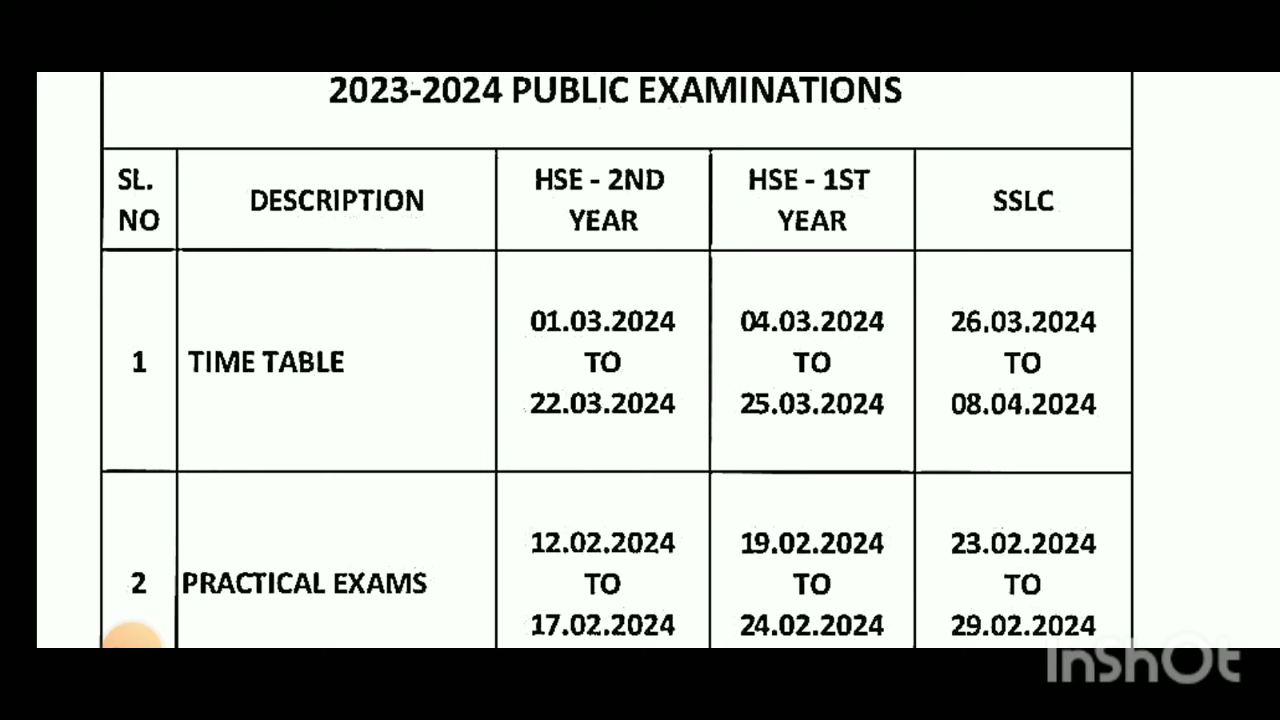 2023-2024 PUBLIC EXAMINATIONS
SL. NO
DESCRIPTION
HSE - 2ND YEAR
HSE - 1ST YEAR
SSLC
1
TIME TABLE
01.03.2024 TO 22.03.2024
04.03.2024 TO 25.03.2024
26.03.2024 TO 08.04.2024
2
PRACTICAL EXAMS
12.02.2024 TO 17.02.2024
19.02.2024 TO 24.02.2024
23.02.2024 TO 29.02.2024
InShOt